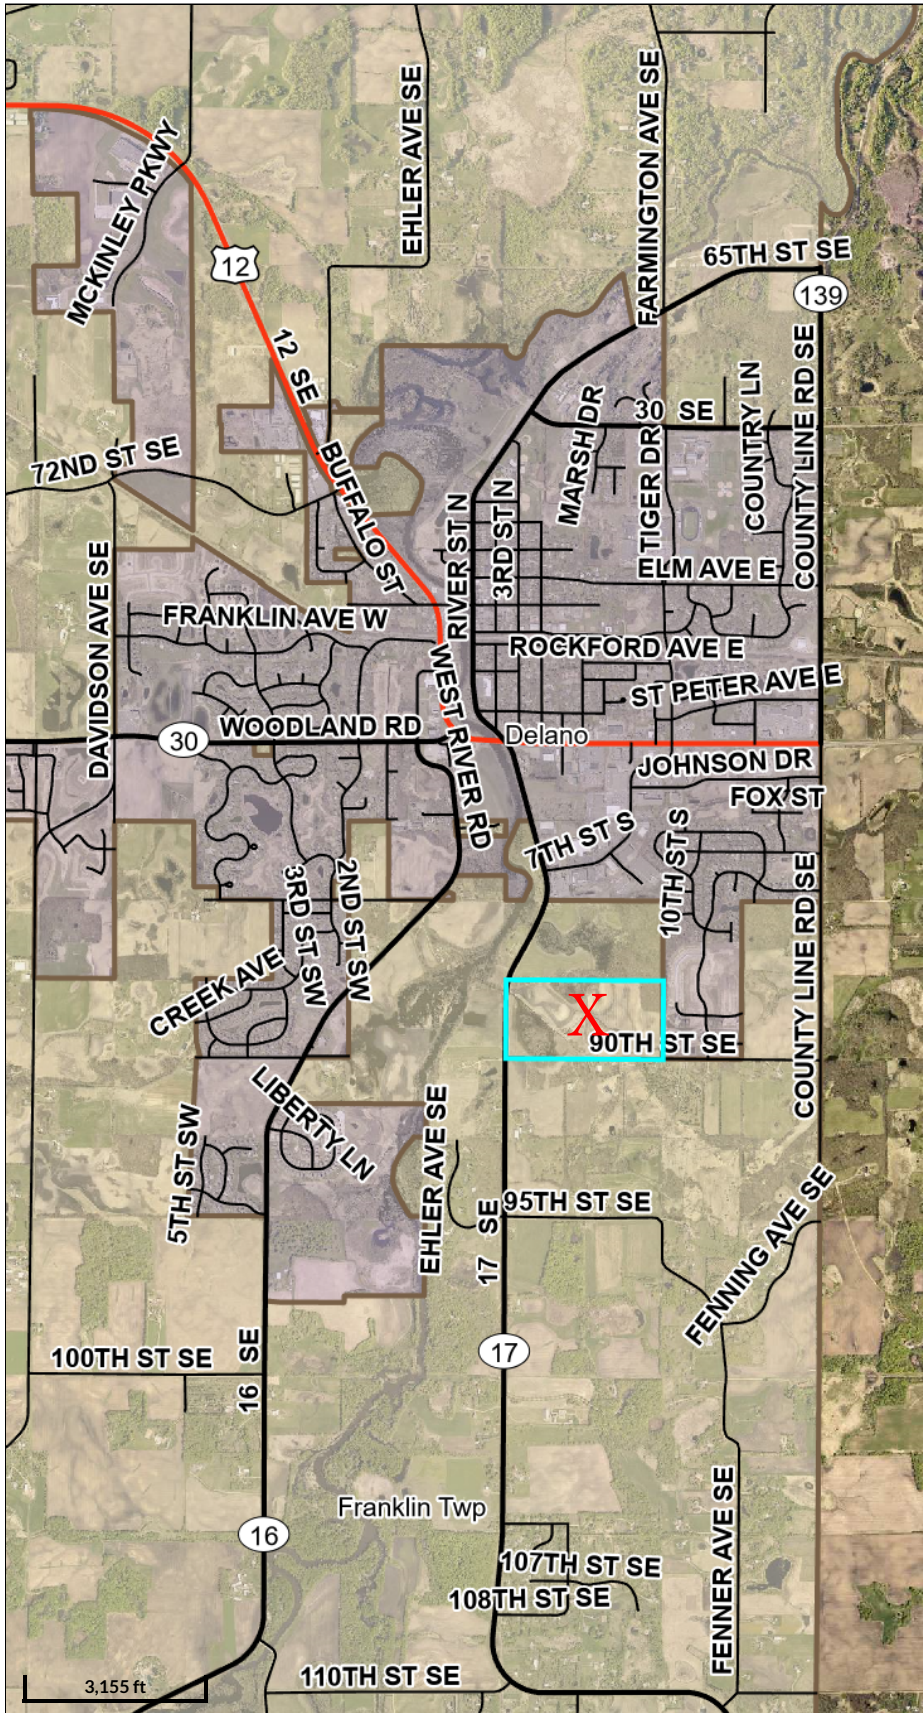 MCKINLEY PKWY
EHLER AVE SE
FARMINGTON AVE SE
65TH ST SE
12
139
12 SE
COUNTY LINE RD SE
MARSH DR
30 SE
COUNTRY LN
TIGER DR
72ND ST SE
BUFFALO ST
RIVER ST N
3RD ST N
ELM AVE E
DAVIDSON AVE SE
FRANKLIN AVE W
ROCKFORD AVE E
WEST RIVER RD
ST PETER AVE E
30
WOODLAND RD
Delano
JOHNSON DR
FOX ST
7TH ST S
10TH ST S
3RD ST SW
2ND ST SW
COUNTY LINE RD SE
CREEK AVE
X
90TH ST SE
LIBERTY LN
5TH ST SW
EHLER AVE SE
95TH ST SE
17 SE
FENNING AVE SE
100TH ST SE
16 SE
17
Franklin Twp
16
107TH ST SE
108TH ST SE
FENNER AVE SE
110TH ST SE
3,155 ft